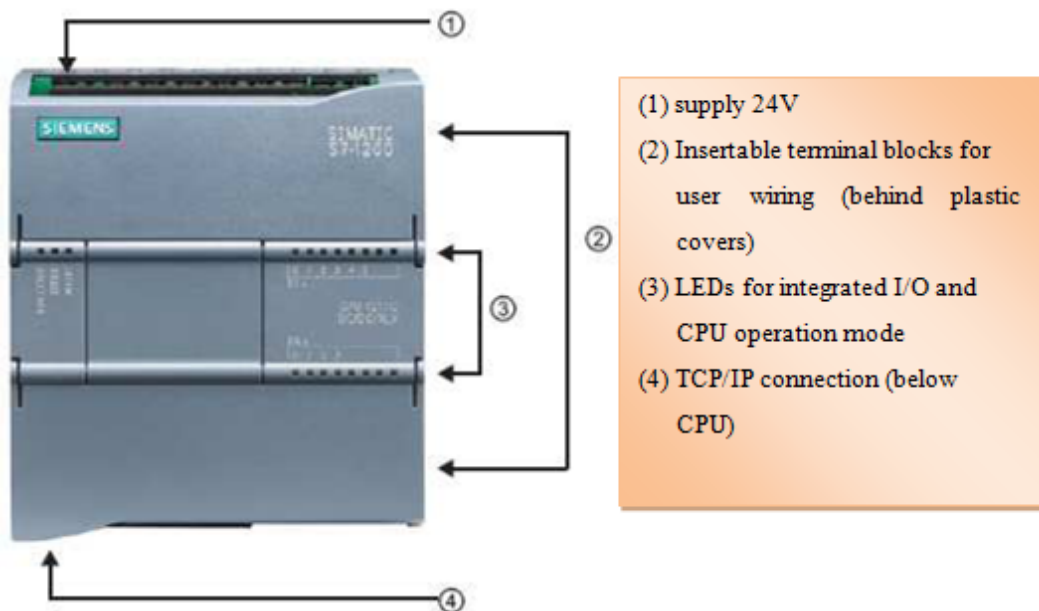 ①
SIEMENS
SIMATIC
S7-1200
②
③
④
(1) supply 24V
(2) Insertable terminal blocks for
user wiring (behind plastic
covers)
(3) LEDs for integrated I/O and
CPU operation mode
(4) TCP/IP connection (below
CPU)